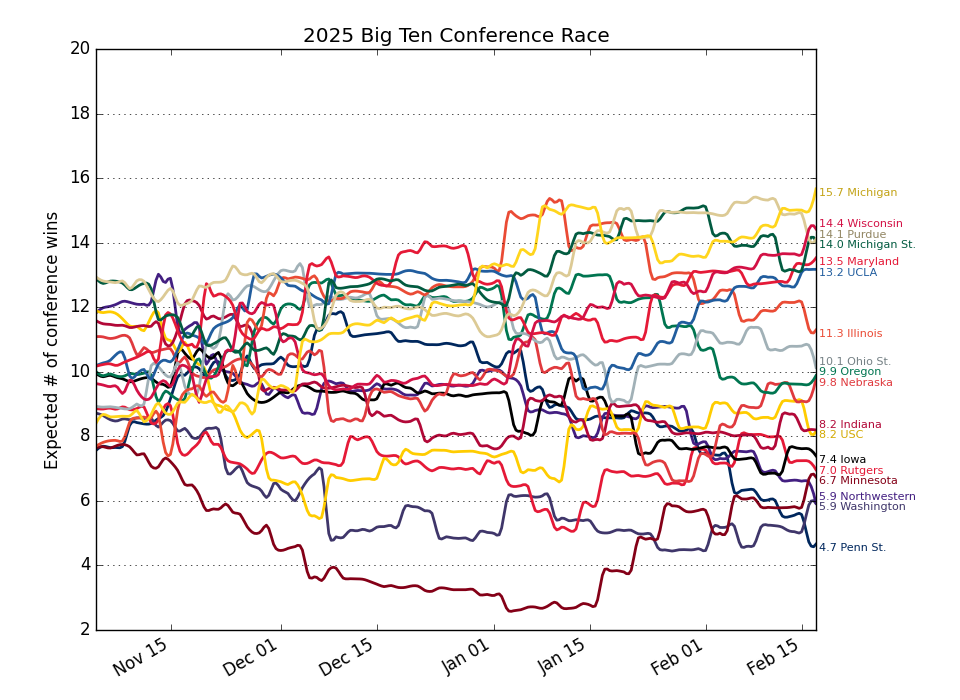 2025 Big Ten Conference Race
Expected # of conference wins
20
18
16
14
12
10
8
6
4
2
Nov 15
Dec 01
Dec 15
Jan 01
Jan 15
Feb 01
Feb 15
15.7 Michigan
14.4 Wisconsin
14.1 Purdue
14.0 Michigan St.
13.5 Maryland
13.2 UCLA
11.3 Illinois
10.1 Ohio St.
9.9 Oregon
9.8 Nebraska
8.2 Indiana
8.2 USC
7.4 Iowa
7.0 Rutgers
6.7 Minnesota
5.9 Northwestern
5.9 Washington
4.7 Penn St.